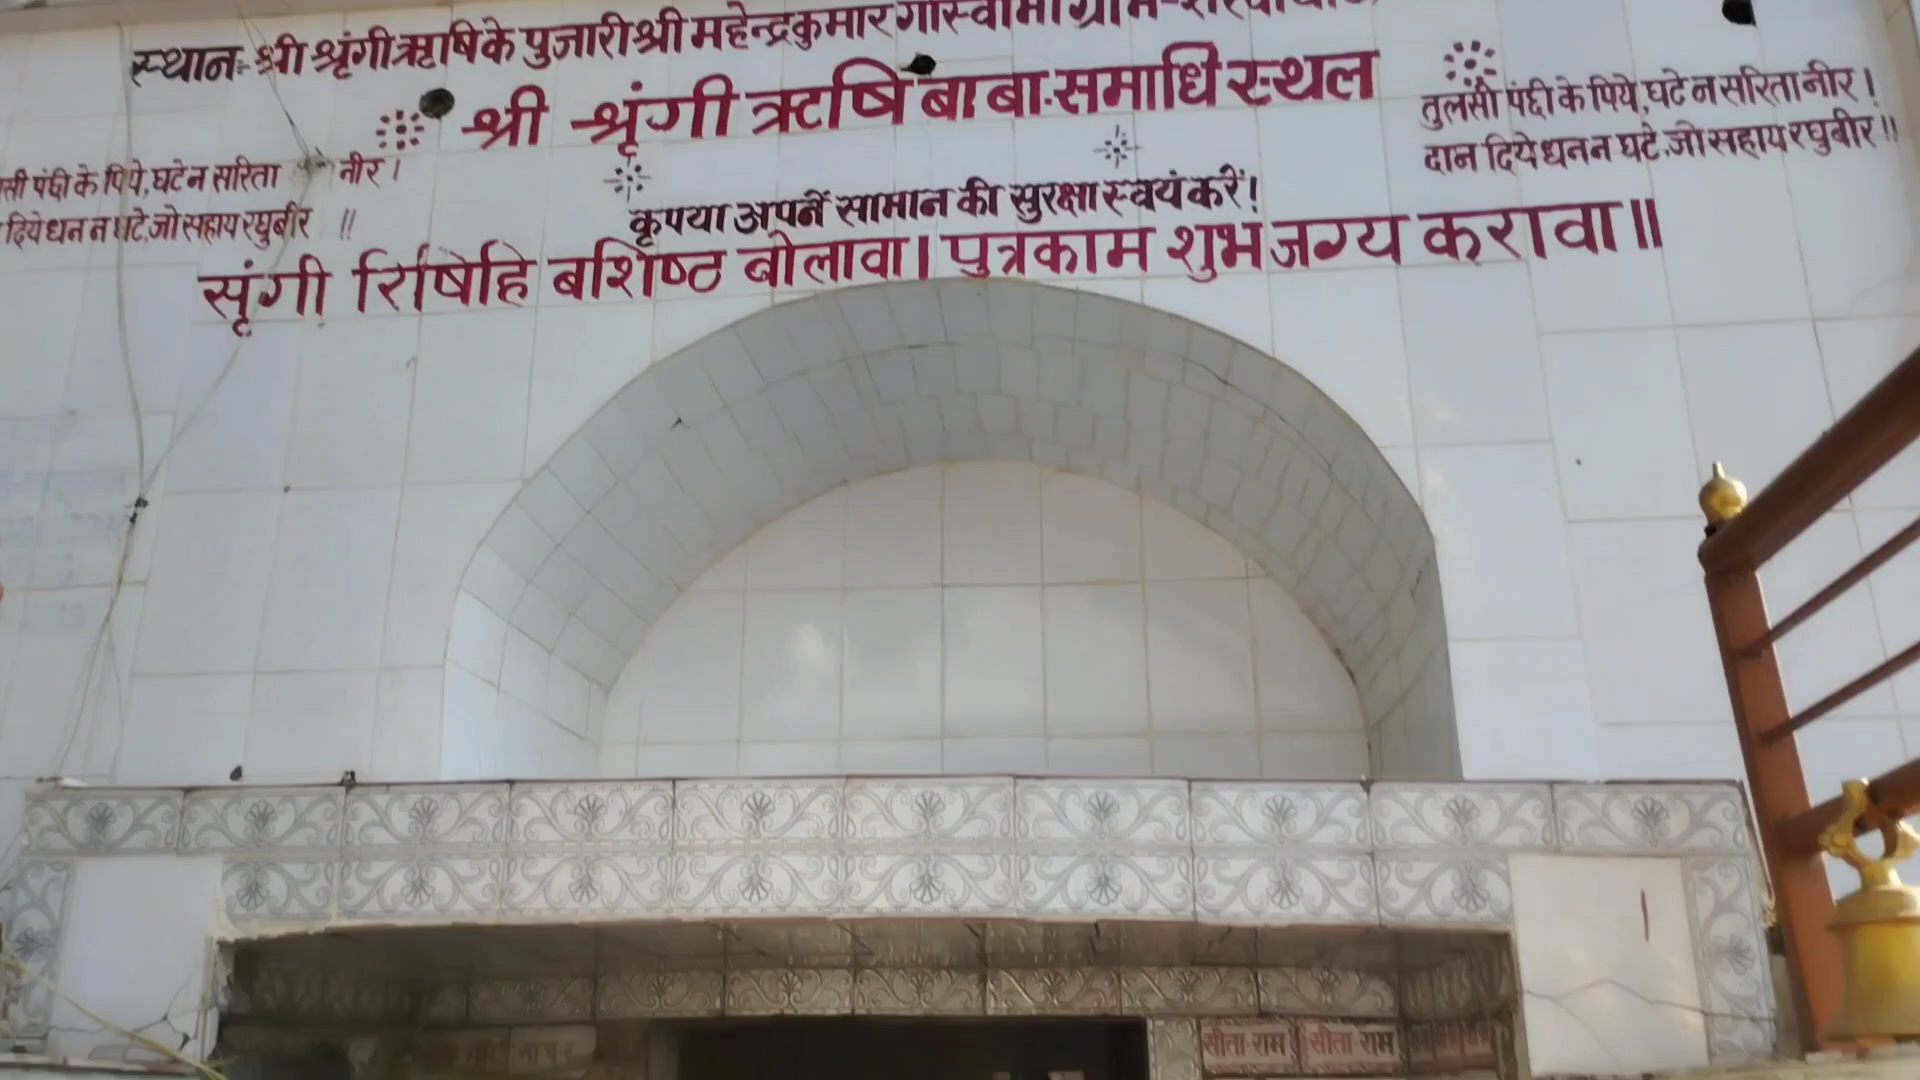 स्थान- श्री श्रृंगी ऋषि के पुजारी श्री महेन्द्र कुमार गोस्वामी ग्राम-
श्री श्रृंगी ऋषि बाबा समाधि स्थल
सी पंछी के पिये, घटे न सरिता नीर।
दिये धन न घटे, जो सहाय रघुबीर ॥
तुलसी पंछी के पिये, घटे न सरिता नीर।
दान दिये धन न घटे, जो सहाय रघुबीर ॥
कृपया अपनें सामान की सुरक्षा स्वयं करें!
सृंगी रिषिहि बशिष्ठ बोलावा। पुत्रकाम शुभ जग्य करावा॥
सीता राम सीता राम